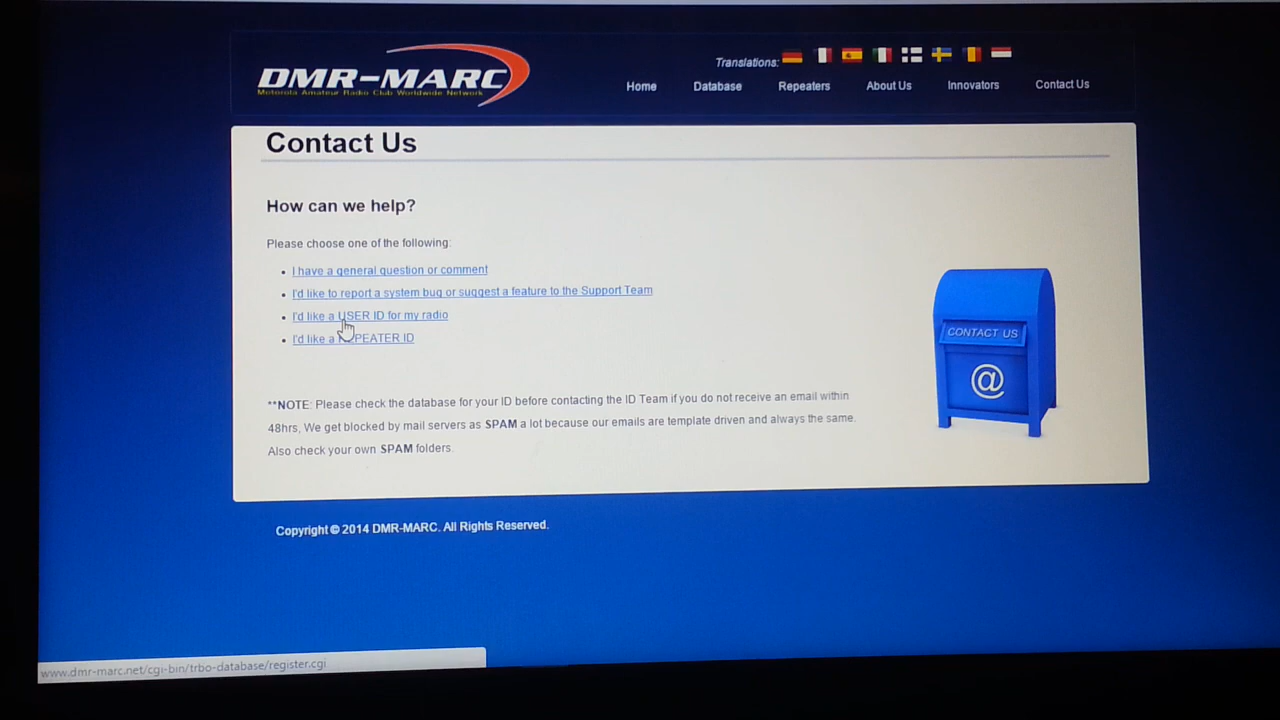 Translations:
DMR-MARC
Motorola Amateur Radio Club Worldwide Network
Home Database Repeaters About Us Innovators Contact Us
Contact Us
How can we help?
Please choose one of the following:
• I have a general question or comment
• I'd like to report a system bug or suggest a feature to the Support Team
• I'd like a USER ID for my radio
• I'd like a REPEATER ID
CONTACT US
@
**NOTE: Please check the database for your ID before contacting the ID Team if you do not receive an email within
48hrs, We get blocked by mail servers as SPAM a lot because our emails are template driven and always the same.
Also check your own SPAM folders.
Copyright © 2014 DMR-MARC. All Rights Reserved.
www.dmr-marc.net/cgi-bin/trbo-database/register.cgi